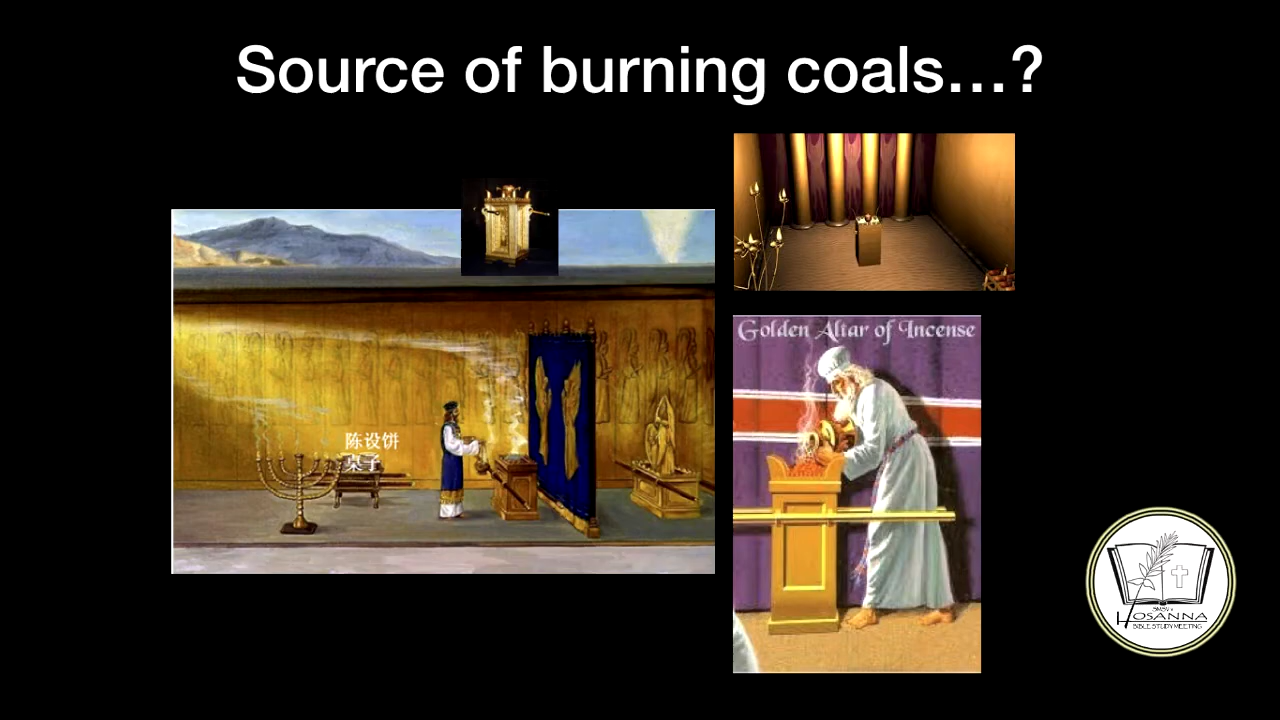 Source of burning coals…?
Golden Altar of Incense
陈设饼
桌子
HOSANNA
BIBLE STUDY MEETING